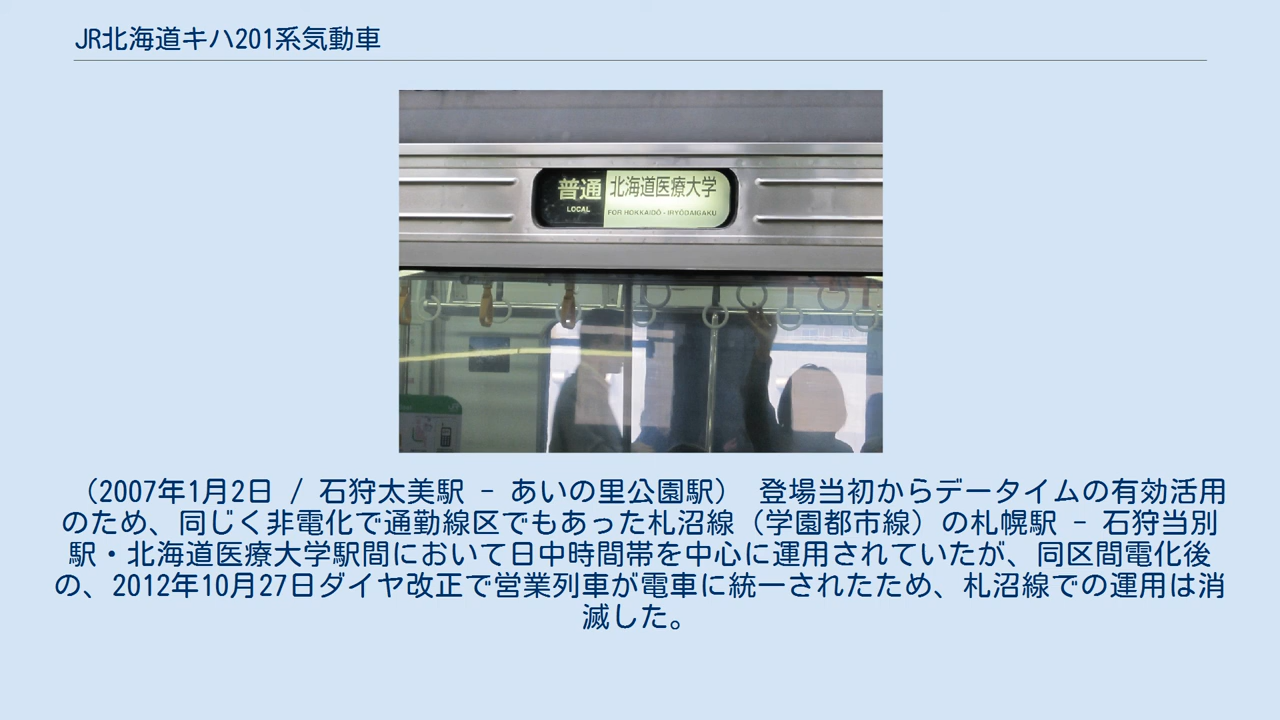 JR北海道キハ201系気動車
普通 北海道医療大学
LOCAL FOR HOKKAIDŌ-IRYŌDAIGAKU
（2007年1月2日 / 石狩太美駅 - あいの里公園駅） 登場当初からデータイムの有効活用
のため、同じく非電化で通勤線区でもあった札沼線（学園都市線）の札幌駅 - 石狩当別
駅・北海道医療大学駅間において日中時間帯を中心に運用されていたが、同区間電化後
の、2012年10月27日ダイヤ改正で営業列車が電車に統一されたため、札沼線での運用は消
滅した。